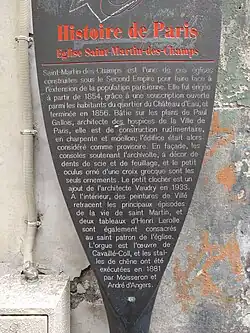 Histoire de Paris
Eglise Saint-Martin-des-Champs
Saint-Martin-des-Champs est l'une des églises
construites sous le Second Empire pour faire face à
l'extension de la population parisienne. Elle fut érigée
à partir de 1854, grâce à une souscription ouverte
parmi les habitants du quartier du Château d'Eau, et
terminée en 1856. Bâtie sur les plans de Paul
Gallois, architecte des hospices de la Ville de
Paris, elle est de construction rudimentaire,
en charpente et moellon; l'édifice était alors
considéré comme provisoire. En façade, les
consoles soutenant l'archivolte, à décor de
dents de scie et de feuillage, et le petit
oculus orné d'une croix grecque sont les
seuls ornements. Le petit clocher est un
ajout de l'architecte Vaudry en 1933.
A l'intérieur, des peintures de Villé
retracent les principaux épisodes
de la vie de saint Martin, et
deux tableaux d'Henri Lerolle
sont également consacrés
au saint patron de l'église.
L'orgue est l'œuvre de
Cavaillé-Coll, et les stal-
les de chêne ont été
exécutées en 1881
par Moisseron et
André d'Angers.